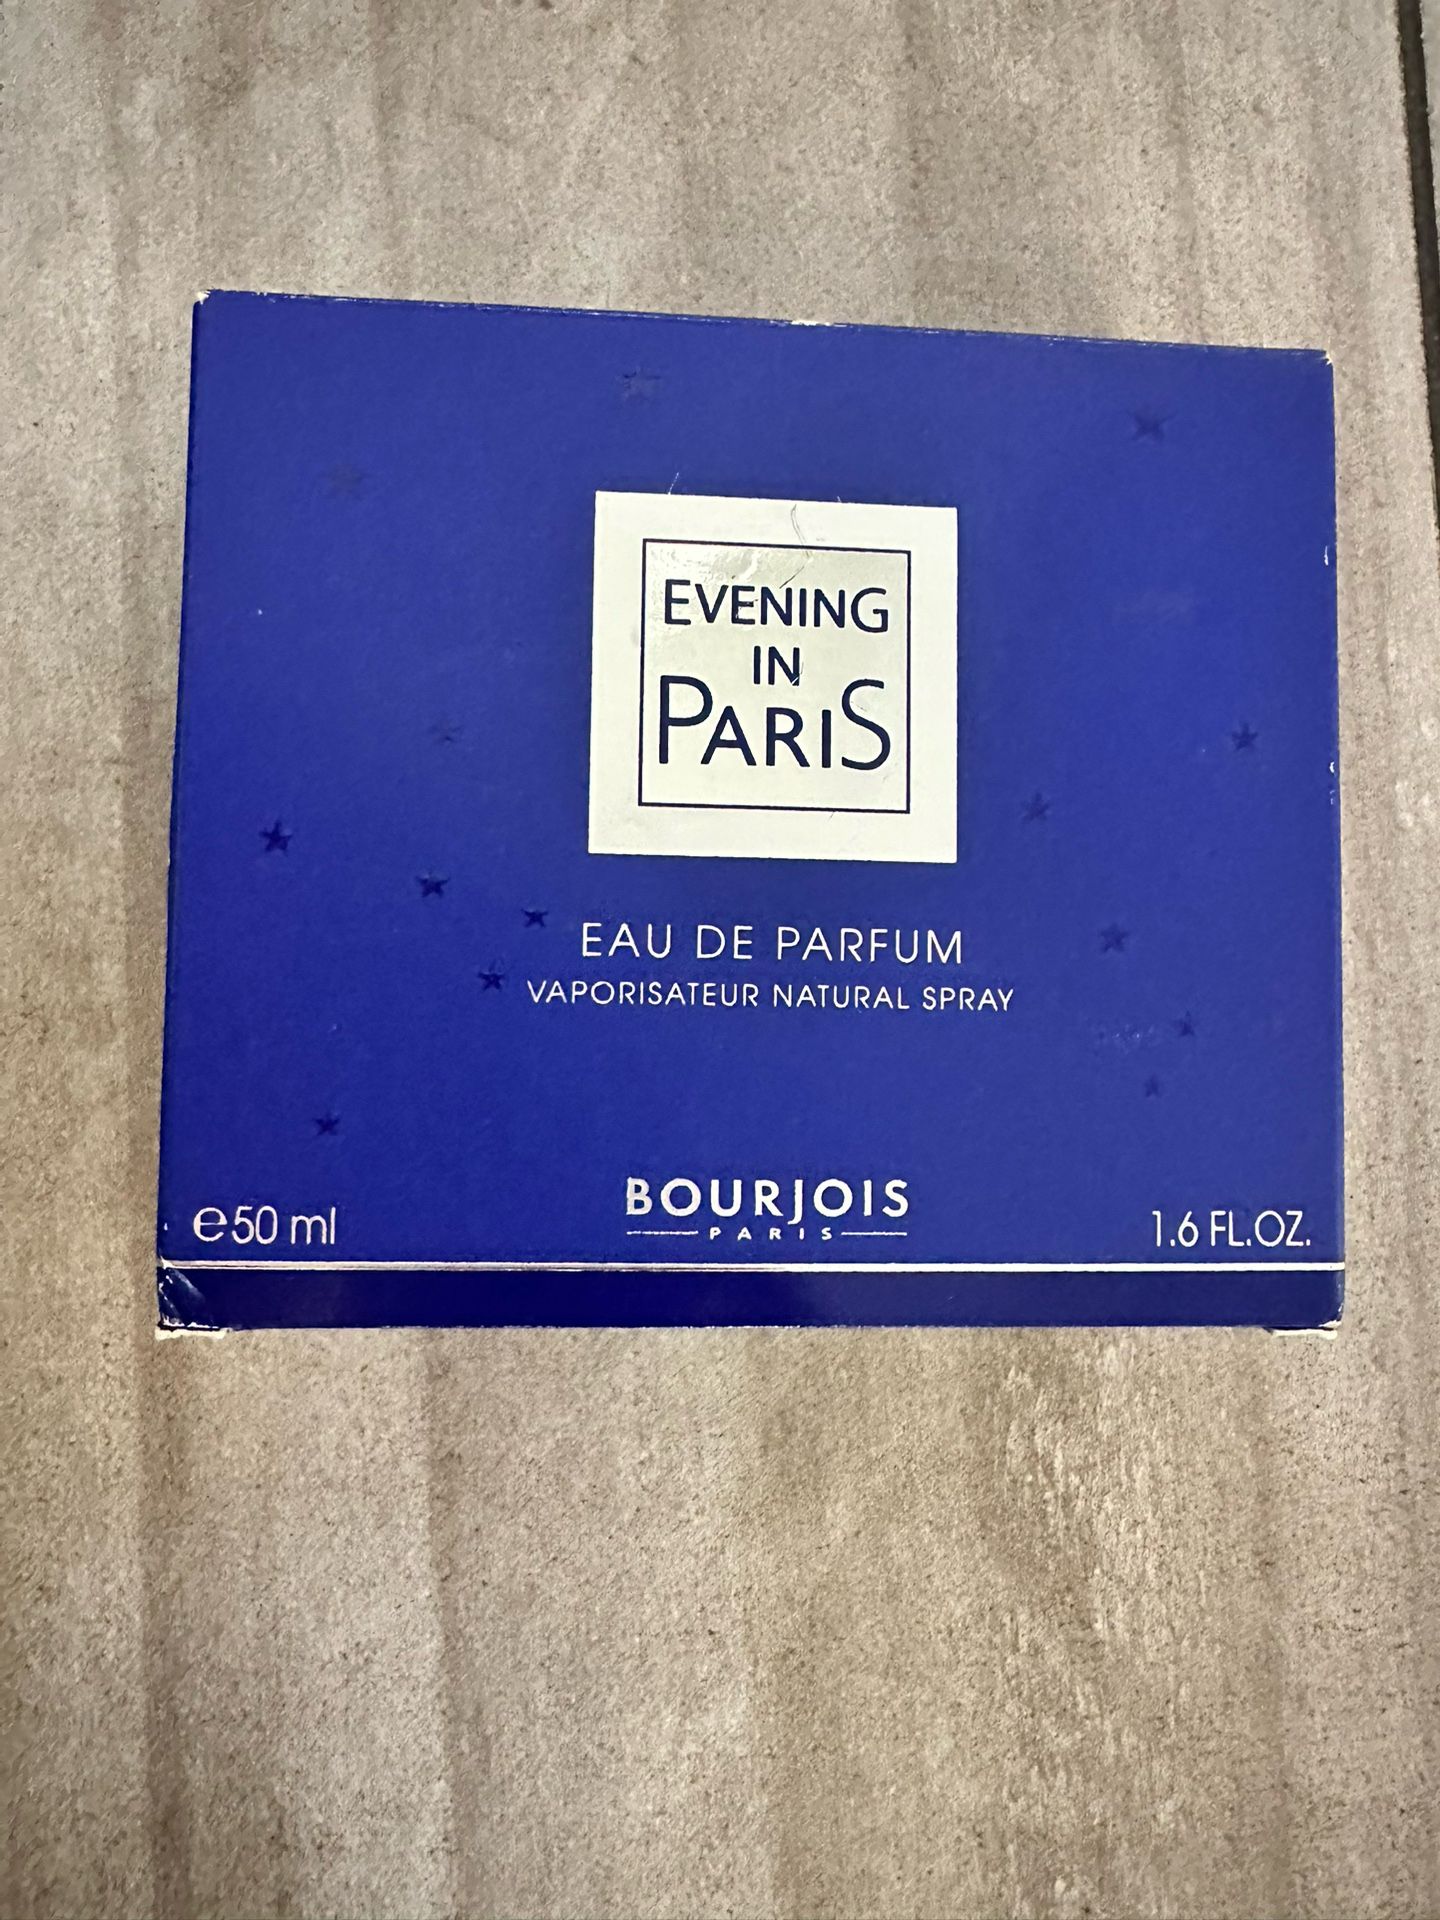 EVENING
IN
PARIS
EAU DE PARFUM
VAPORISATEUR NATURAL SPRAY
BOURJOIS
PARIS
℮50 ml
1.6 FL.OZ.